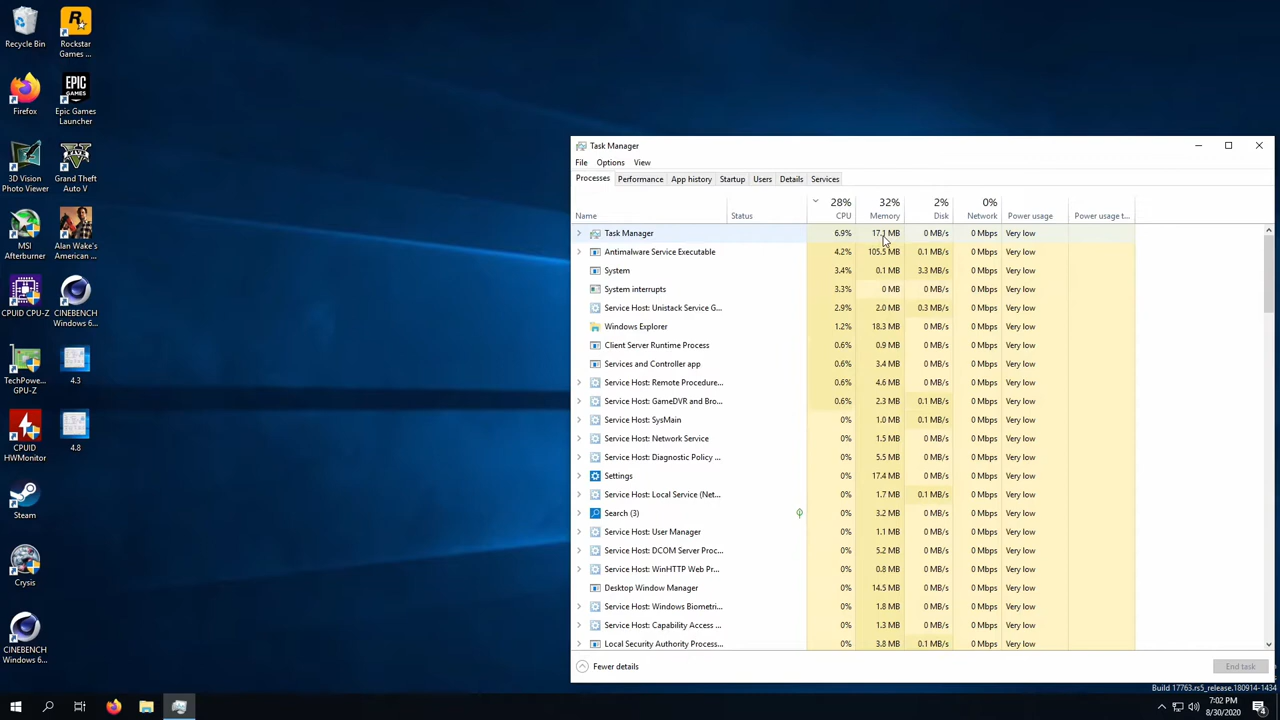 Recycle Bin
Rockstar
Games ...
Firefox
EPIC
GAMES
Epic Games
Launcher
3D Vision
Photo Viewer
Grand Theft
Auto V
MSI
Afterburner
Alan Wake's
American ...
CPUID CPU-Z
CINEBENCH
Windows 6...
TechPowe...
GPU-Z
4.3
CPUID
HWMonitor
4.8
Steam
Crysis
CINEBENCH
Windows 6...
Task Manager
File Options View
Processes Performance App history Startup Users Details Services
28% 32% 2% 0%
Name Status CPU Memory Disk Network Power usage Power usage t...
Task Manager 6.9% 17.1 MB 0 MB/s 0 Mbps Very low
Antimalware Service Executable 4.2% 105.5 MB 0.1 MB/s 0 Mbps Very low
System 3.4% 0.1 MB 3.3 MB/s 0 Mbps Very low
System interrupts 3.3% 0 MB 0 MB/s 0 Mbps Very low
Service Host: Unistack Service G... 2.9% 2.0 MB 0.3 MB/s 0 Mbps Very low
Windows Explorer 1.2% 18.3 MB 0 MB/s 0 Mbps Very low
Client Server Runtime Process 0.6% 0.9 MB 0 MB/s 0 Mbps Very low
Services and Controller app 0.6% 3.4 MB 0 MB/s 0 Mbps Very low
Service Host: Remote Procedure... 0.6% 4.6 MB 0 MB/s 0 Mbps Very low
Service Host: GameDVR and Bro... 0.6% 2.3 MB 0.1 MB/s 0 Mbps Very low
Service Host: SysMain 0% 1.0 MB 0.1 MB/s 0 Mbps Very low
Service Host: Network Service 0% 1.5 MB 0 MB/s 0 Mbps Very low
Service Host: Diagnostic Policy ... 0% 5.5 MB 0 MB/s 0 Mbps Very low
Settings 0% 17.4 MB 0 MB/s 0 Mbps Very low
Service Host: Local Service (Net... 0% 1.7 MB 0.1 MB/s 0 Mbps Very low
Search (3) 0% 3.2 MB 0 MB/s 0 Mbps Very low
Service Host: User Manager 0% 1.1 MB 0 MB/s 0 Mbps Very low
Service Host: DCOM Server Proc... 0% 5.2 MB 0 MB/s 0 Mbps Very low
Service Host: WinHTTP Web Pr... 0% 0.8 MB 0 MB/s 0 Mbps Very low
Desktop Window Manager 0% 14.5 MB 0 MB/s 0 Mbps Very low
Service Host: Windows Biometri... 0% 1.8 MB 0 MB/s 0 Mbps Very low
Service Host: Capability Access ... 0% 1.3 MB 0 MB/s 0 Mbps Very low
Local Security Authority Process... 0% 3.8 MB 0.1 MB/s 0 Mbps Very low
Fewer details End task
Build 17763.rs5_release.180914-1434
7:02 PM
8/30/2020
4